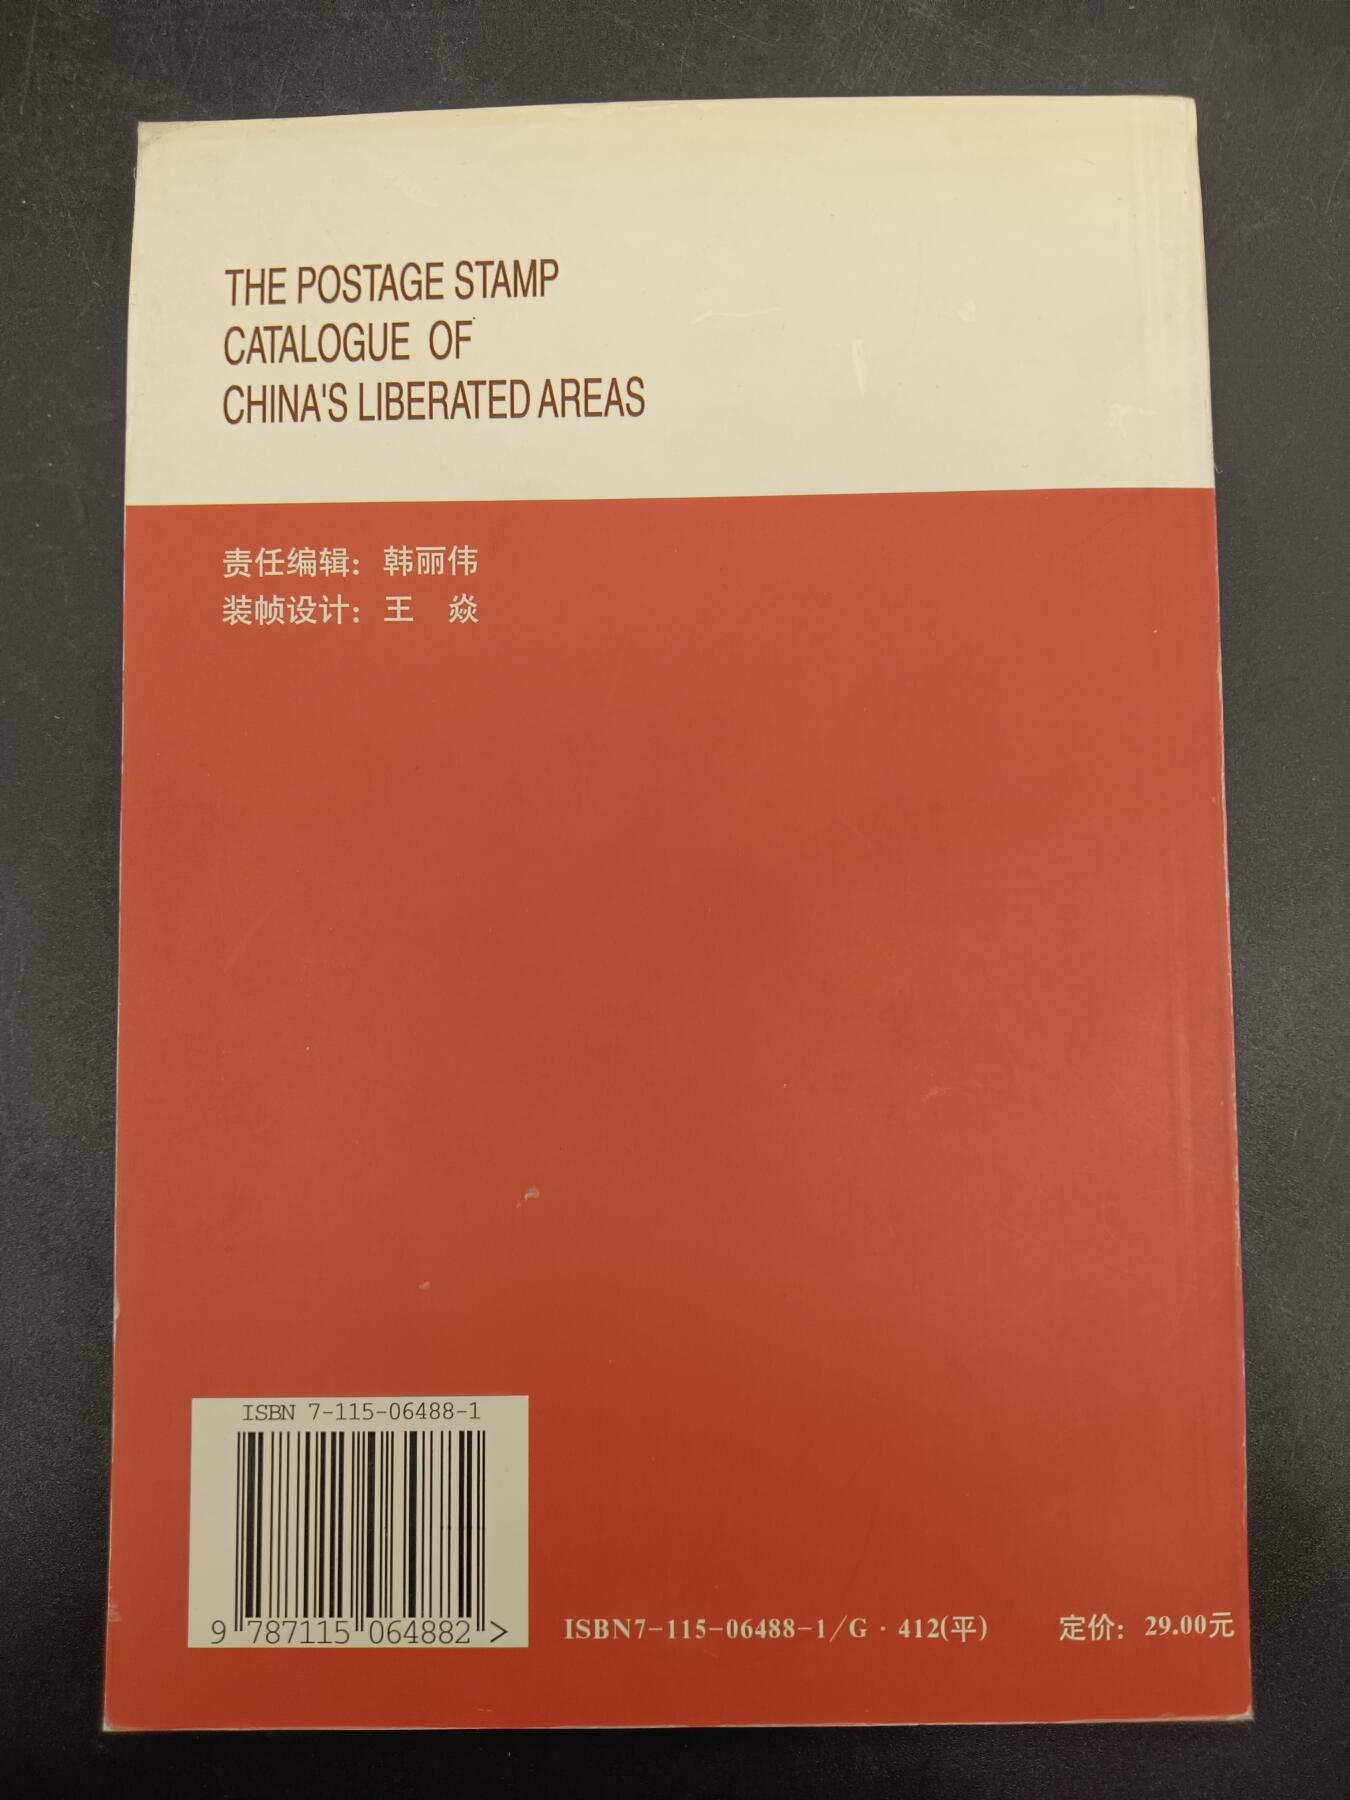 THE POSTAGE STAMP
CATALOGUE OF
CHINA'S LIBERATED AREAS
责任编辑：韩丽伟
装帧设计：王　焱
ISBN 7-115-06488-1
9 787115 064882 >
ISBN7-115-06488-1/G·412(平)
定价：29.00元